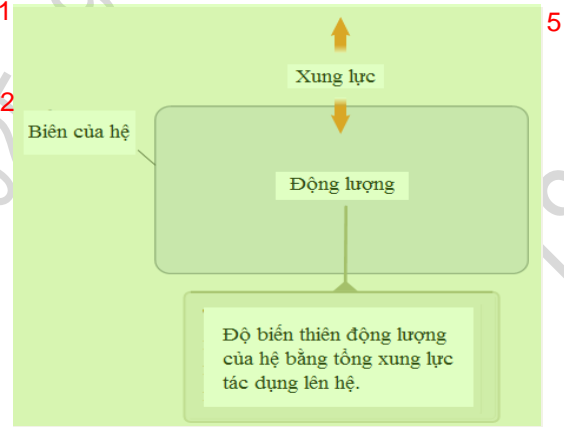 1
5
Xung lực
2
Biên của hệ
Động lượng
Độ biến thiên động lượng
của hệ bằng tổng xung lực
tác dụng lên hệ.